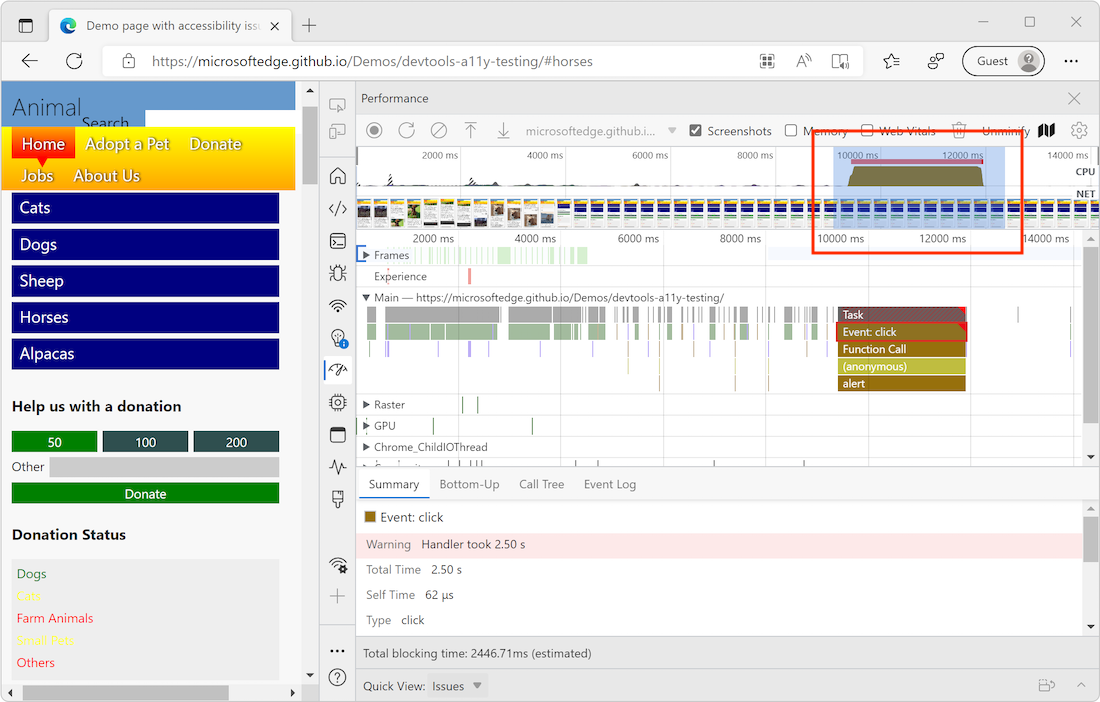 Demo page with accessibility iss
https://microsoftedge.github.io/Demos/devtools-a11y-testing/#horses
Guest
Animal
Search
Home Adopt a Pet Donate
Jobs About Us
Cats
Dogs
Sheep
Horses
Alpacas
Help us with a donation
50 100 200
Other
Donate
Donation Status
Dogs
Cats
Farm Animals
Small Pets
Others
Performance
microsoftedge.github.i... Screenshots Memory Web Vitals Unminify
2000 ms 4000 ms 6000 ms 8000 ms 10000 ms 12000 ms 14000 ms
CPU
NET
2000 ms 4000 ms 6000 ms 8000 ms 10000 ms 12000 ms 14000 ms
Frames
Experience
Main — https://microsoftedge.github.io/Demos/devtools-a11y-testing/
Task
Event: click
Function Call
(anonymous)
alert
Raster
GPU
Chrome_ChildIOThread
Summary Bottom-Up Call Tree Event Log
Event: click
Warning Handler took 2.50 s
Total Time 2.50 s
Self Time 62 μs
Type click
Total blocking time: 2446.71ms (estimated)
Quick View: Issues